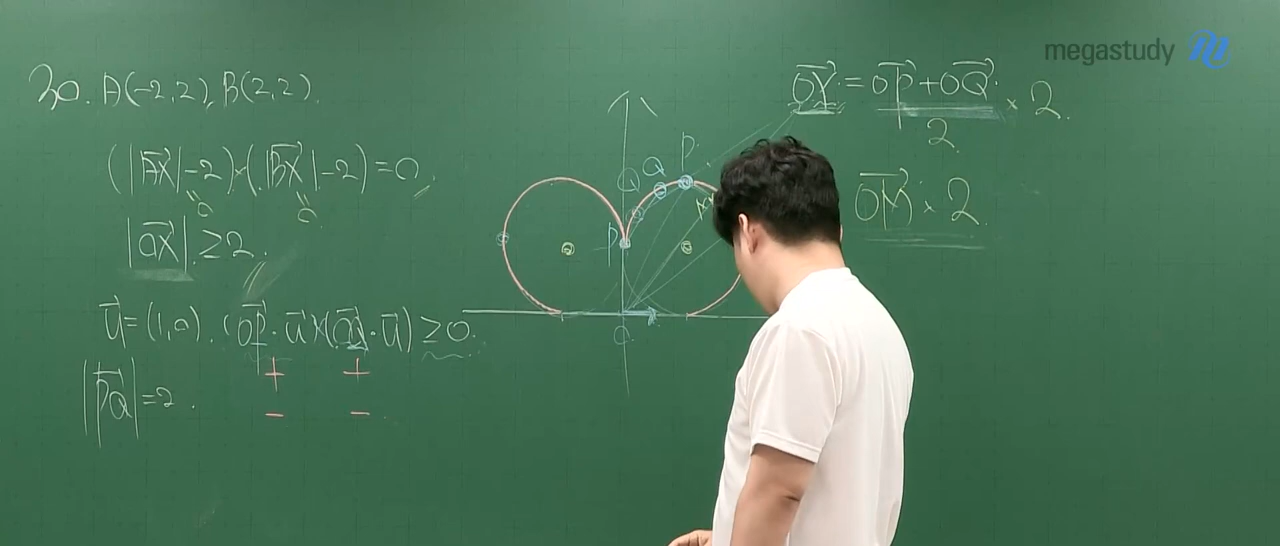 megastudy
30. A(-2,2), B(2,2).
(|AX|-2)×(|BX|-2)=0
|OX| ≥ 2.
u=(1,0). (OP·u)×(OQ·u) ≥ 0.
+ +
|PQ|=2.
- -
OY = OP+OQ / 2 × 2.
OM × 2.
P
Q Q
P
M
O